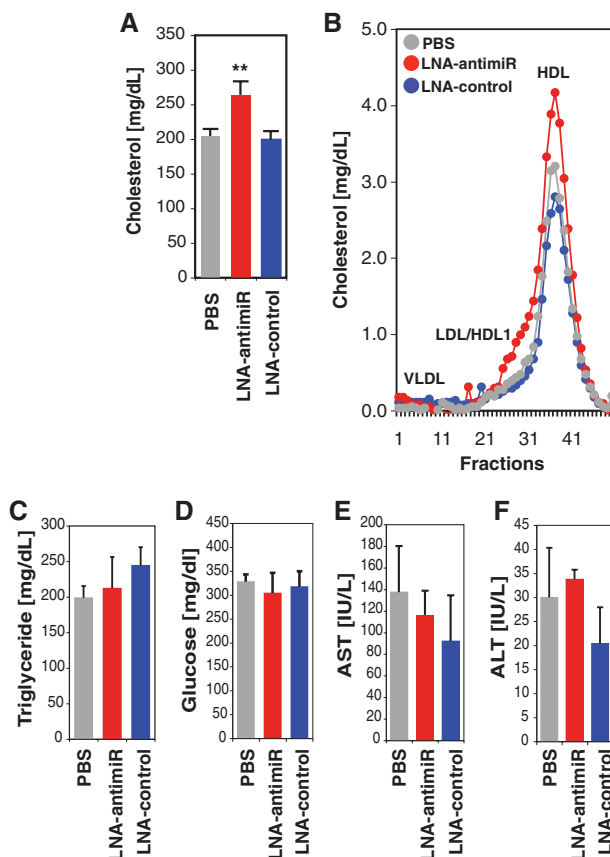 A
Cholesterol [mg/dL]
350
300
250
200
150
100
50
0
**
PBS
LNA-antimiR
LNA-control
B
Cholesterol [mg/dL]
5.0
4.0
3.0
2.0
1.0
0.0
PBS
LNA-antimiR
LNA-control
HDL
LDL/HDL1
VLDL
1 11 21 31 41
Fractions
C
Triglyceride [mg/dL]
300
250
200
150
100
50
0
PBS
LNA-antimiR
LNA-control
D
Glucose [mg/dl]
450
400
350
300
250
200
150
100
50
0
PBS
LNA-antimiR
LNA-control
E
AST [IU/L]
200
180
160
140
120
100
80
60
40
20
0
PBS
LNA-antimiR
LNA-control
F
ALT [IU/L]
45
40
35
30
25
20
15
10
5
0
PBS
LNA-antimiR
LNA-control